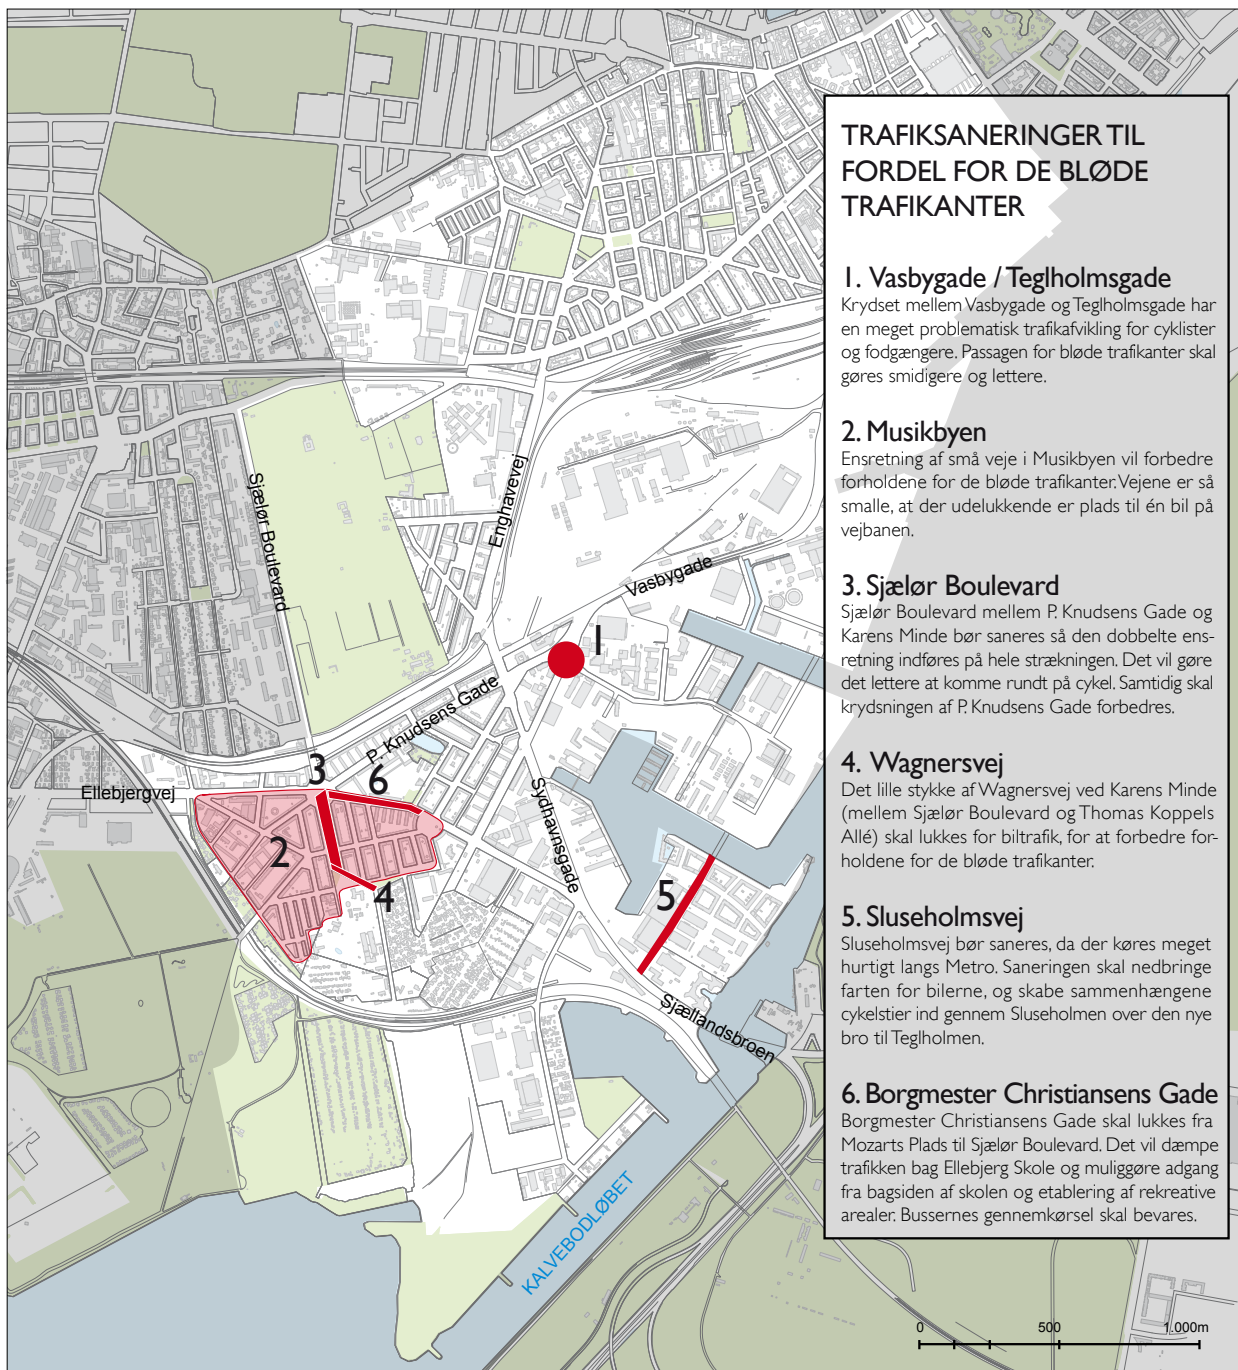 TRAFIKSANERINGER TIL
FORDEL FOR DE BLØDE
TRAFIKANTER
1. Vasbygade / Teglholmsgade
Krydset mellem Vasbygade og Teglholmsgade har
en meget problematisk trafikafvikling for cyklister
og fodgængere. Passagen for bløde trafikanter skal
gøres smidigere og lettere.
2. Musikbyen
Ensretning af små veje i Musikbyen vil forbedre
forholdene for de bløde trafikanter. Vejene er så
smalle, at der udelukkende er plads til én bil på
vejbanen.
3. Sjælør Boulevard
Sjælør Boulevard mellem P. Knudsens Gade og
Karens Minde bør saneres så den dobbelte ens-
retning indføres på hele strækningen. Det vil gøre
det lettere at komme rundt på cykel. Samtidig skal
krydsningen af P. Knudsens Gade forbedres.
4. Wagnersvej
Det lille stykke af Wagnersvej ved Karens Minde
(mellem Sjælør Boulevard og Thomas Koppels
Allé) skal lukkes for biltrafik, for at forbedre for-
holdene for de bløde trafikanter.
5. Sluseholmsvej
Sluseholmsvej bør saneres, da der køres meget
hurtigt langs Metro. Saneringen skal nedbringe
farten for bilerne, og skabe sammenhængene
cykelstier ind gennem Sluseholmen over den nye
bro til Teglholmen.
6. Borgmester Christiansens Gade
Borgmester Christiansens Gade skal lukkes fra
Mozarts Plads til Sjælør Boulevard. Det vil dæmpe
trafikken bag Ellebjerg Skole og muliggøre adgang
fra bagsiden af skolen og etablering af rekreative
arealer. Bussernes gennemkørsel skal bevares.
Sjælør Boulevard
Enghavevej
Vasbygade
1
P. Knudsens Gade
3
6
Ellebjergvej
2
4
Sydhavnsgade
5
Sjællandsbroen
KALVEBODLØBET
0 500 1.000m